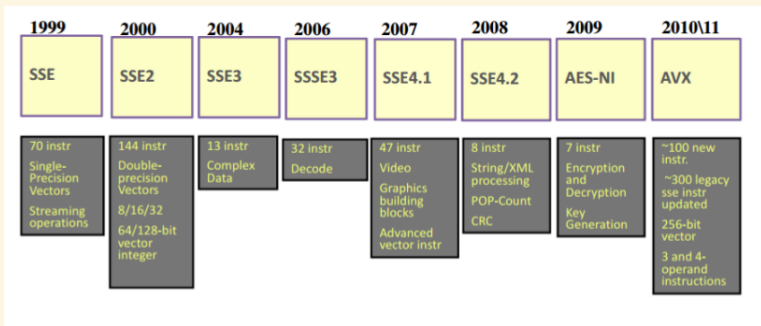 1999
2000
2004
2006
2007
2008
2009
2010\11
SSE
SSE2
SSE3
SSSE3
SSE4.1
SSE4.2
AES-NI
AVX
70 instr
Single-
Precision
Vectors
Streaming
operations
144 instr
Double-
precision
Vectors
8/16/32
64/128-bit
vector
integer
13 instr
Complex
Data
32 instr
Decode
47 instr
Video
Graphics
building
blocks
Advanced
vector instr
8 instr
String/XML
processing
POP-Count
CRC
7 instr
Encryption
and
Decryption
Key
Generation
~100 new
instr.
~300 legacy
sse instr
updated
256-bit
vector
3 and 4-
operand
instructions